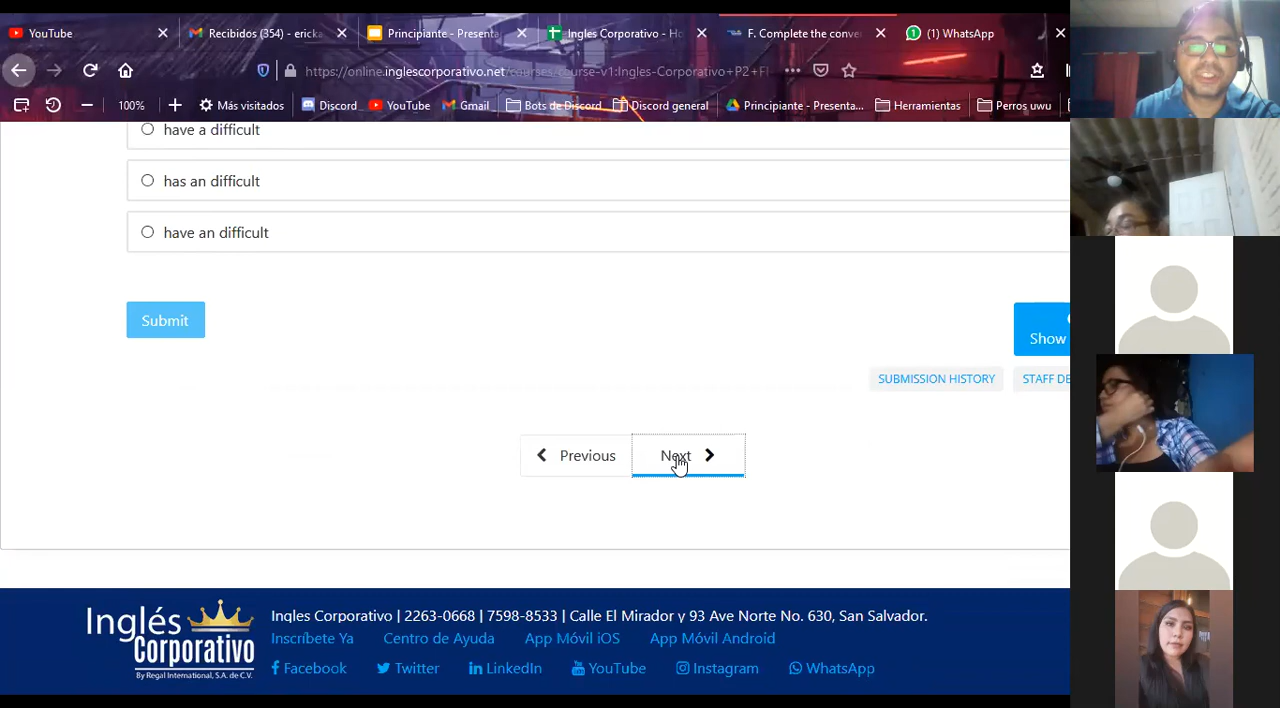 YouTube
Recibidos (354) - ericka
Principiante - Presenta
Ingles Corporativo - Ho
F. Complete the conve
(1) WhatsApp
https://online.inglescorporativo.net/courses/course-v1:Ingles-Corporativo+P2+FI
100%
Más visitados
Discord
YouTube
Gmail
Bots de Discord
Discord general
Principiante - Presenta...
Herramientas
Perros uwu
have a difficult
has an difficult
have an difficult
Submit
Show
SUBMISSION HISTORY
STAFF DE
Previous
Next
Inglés
Corporativo
By Regal International, S.A. de C.V.
Ingles Corporativo | 2263-0668 | 7598-8533 | Calle El Mirador y 93 Ave Norte No. 630, San Salvador.
Inscríbete Ya
Centro de Ayuda
App Móvil iOS
App Móvil Android
Facebook
Twitter
LinkedIn
YouTube
Instagram
WhatsApp